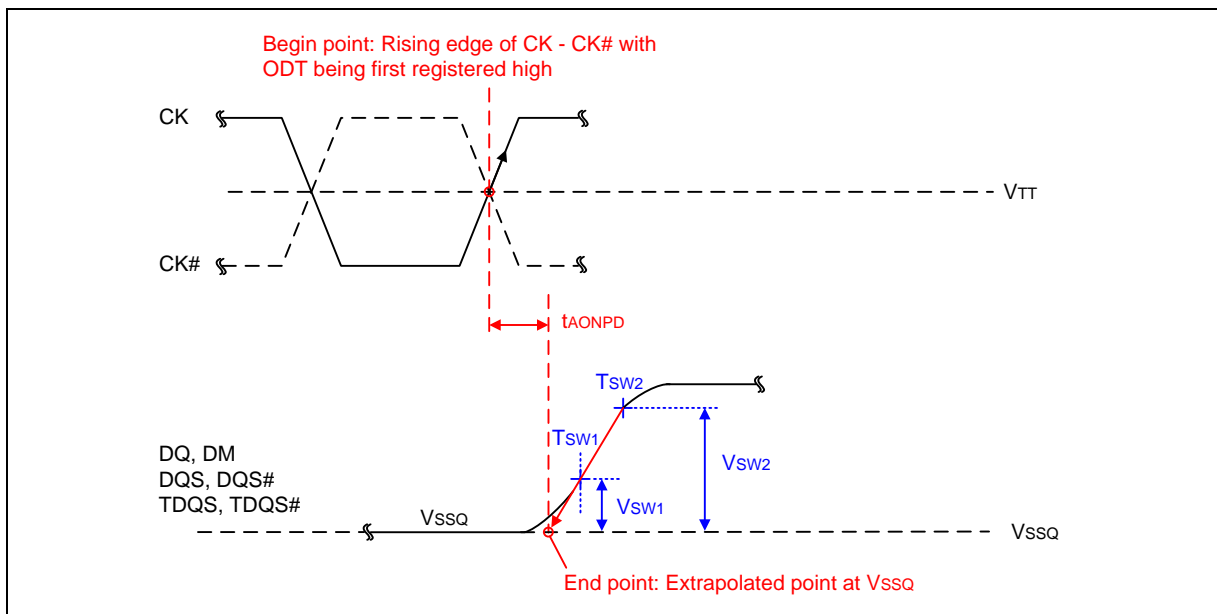 Begin point: Rising edge of CK - CK# with
ODT being first registered high
CK
VTT
CK#
tAONPD
TSW2
TSW1
DQ, DM
DQS, DQS#
TDQS, TDQS#
VSW2
VSW1
VSSQ
VSSQ
End point: Extrapolated point at VSSQ